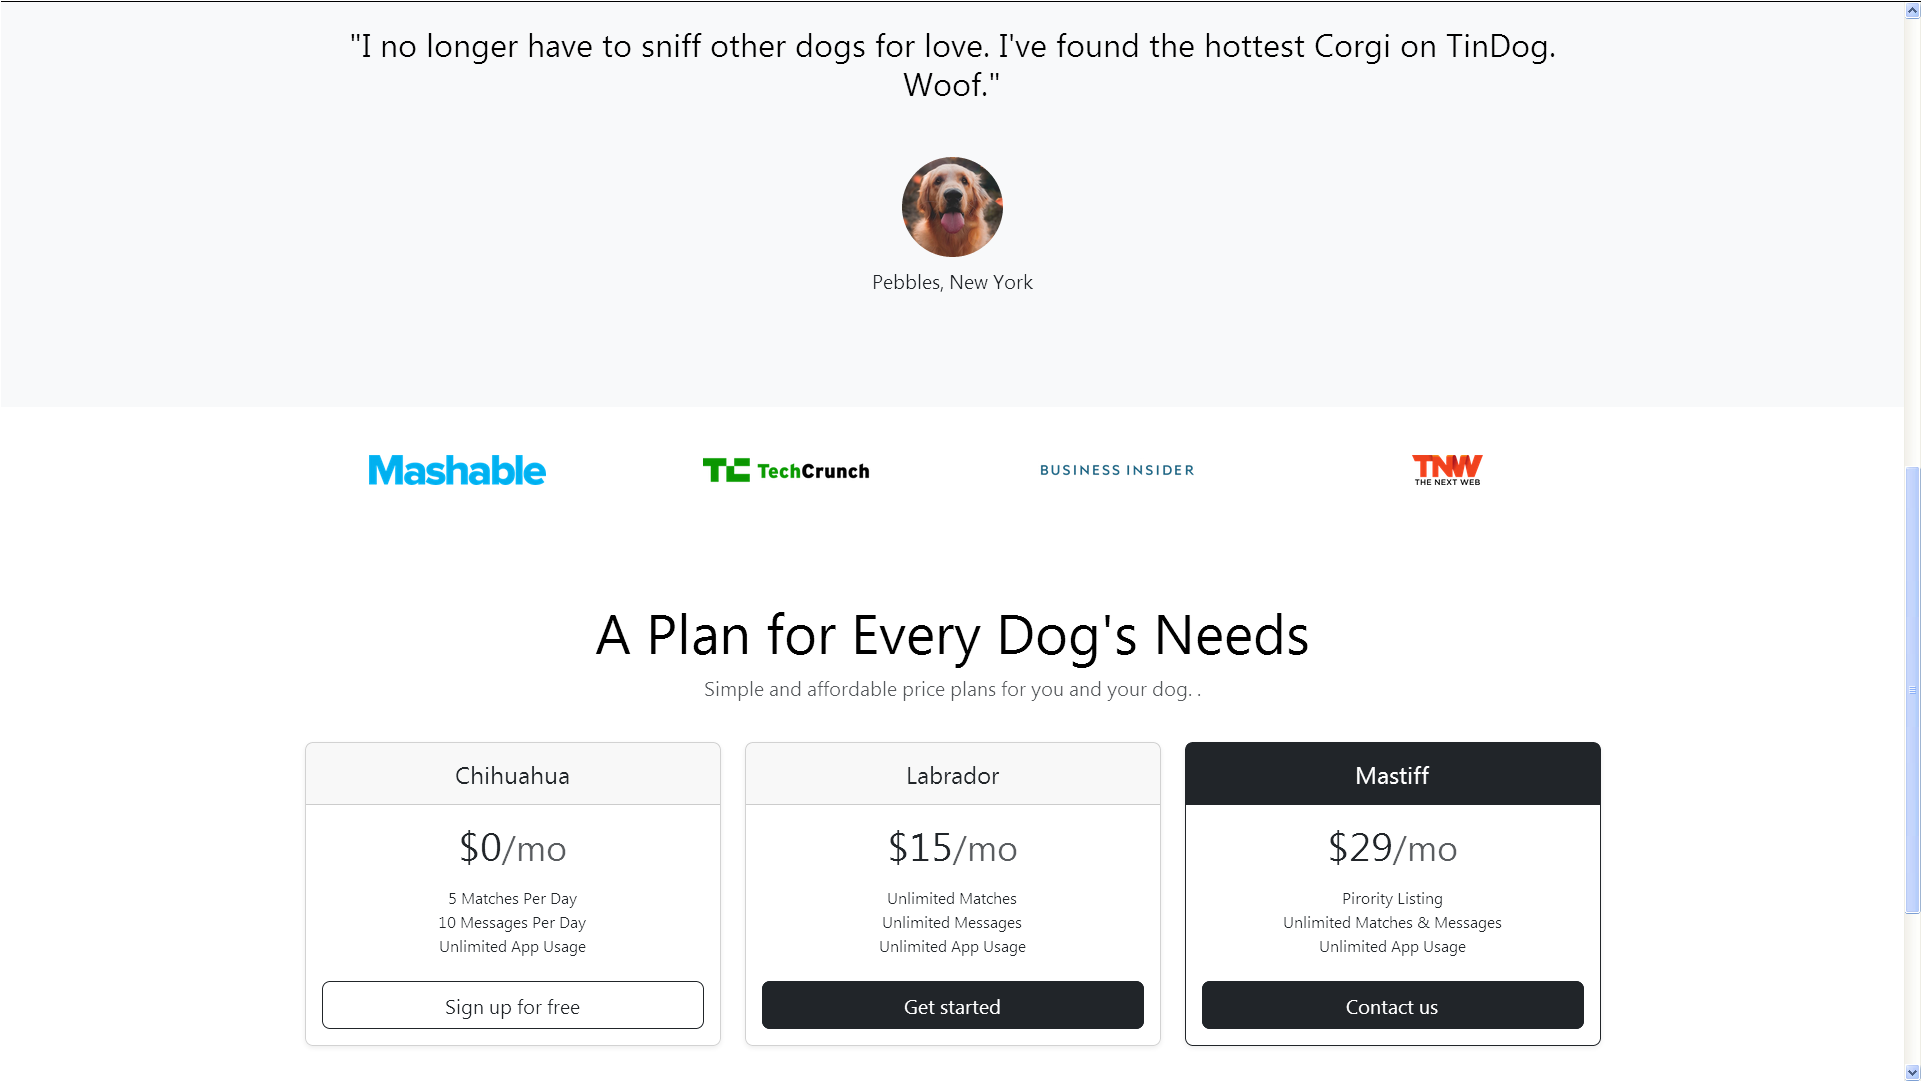 "I no longer have to sniff other dogs for love. I've found the hottest Corgi on TinDog.
Woof."
Pebbles, New York
Mashable
TC TechCrunch
BUSINESS INSIDER
TNW
THE NEXT WEB
A Plan for Every Dog's Needs
Simple and affordable price plans for you and your dog. .
Chihuahua
$0/mo
5 Matches Per Day
10 Messages Per Day
Unlimited App Usage
Sign up for free
Labrador
$15/mo
Unlimited Matches
Unlimited Messages
Unlimited App Usage
Get started
Mastiff
$29/mo
Pirority Listing
Unlimited Matches & Messages
Unlimited App Usage
Contact us